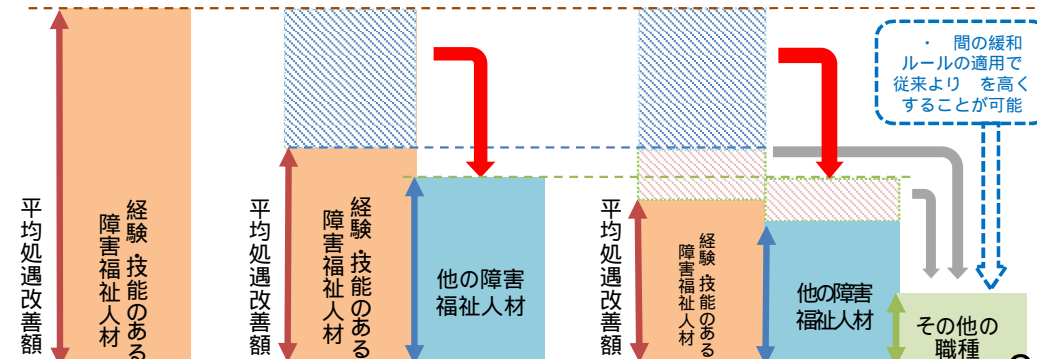 ・　間の緩和
ルールの適用で
従来より　を高く
することが可能
平均処遇改善額
経験・技能のある
障害福祉人材
平均処遇改善額
経験・技能のある
障害福祉人材
他の障害
福祉人材
平均処遇改善額
経験・技能のある
障害福祉人材
他の障害
福祉人材
その他の
職種